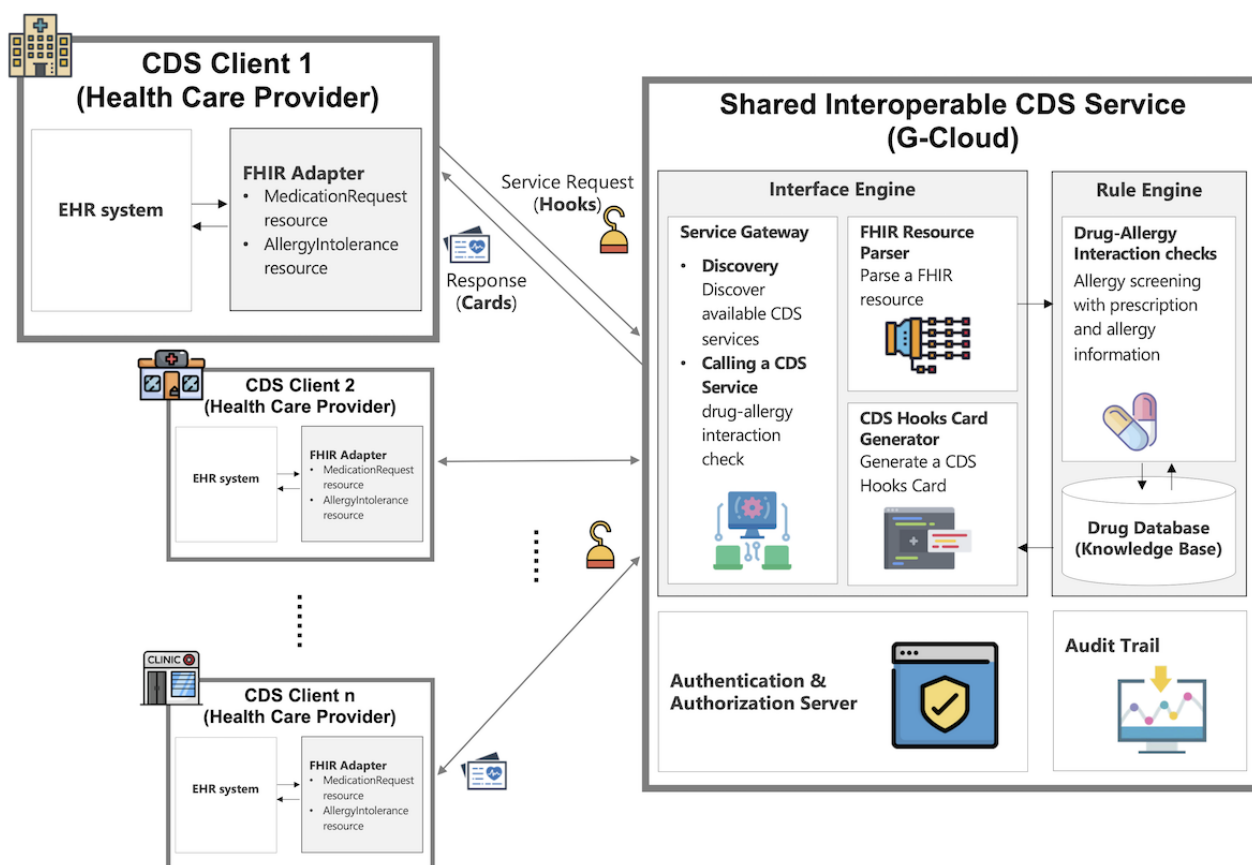 CDS Client 1
(Health Care Provider)
EHR system
FHIR Adapter
• MedicationRequest
resource
• AllergyIntolerance
resource
Service Request
(Hooks)
Response
(Cards)
CDS Client 2
(Health Care Provider)
EHR system
FHIR Adapter
• MedicationRequest
resource
• AllergyIntolerance
resource
CLINIC
CDS Client n
(Health Care Provider)
EHR system
FHIR Adapter
• MedicationRequest
resource
• AllergyIntolerance
resource
Shared Interoperable CDS Service
(G-Cloud)
Interface Engine
Service Gateway
• Discovery
Discover
available CDS
services
• Calling a CDS
Service
drug-allergy
interaction
check
FHIR Resource
Parser
Parse a FHIR
resource
CDS Hooks Card
Generator
Generate a CDS
Hooks Card
Rule Engine
Drug-Allergy
Interaction checks
Allergy screening
with prescription
and allergy
information
Drug Database
(Knowledge Base)
Authentication &
Authorization Server
Audit Trail